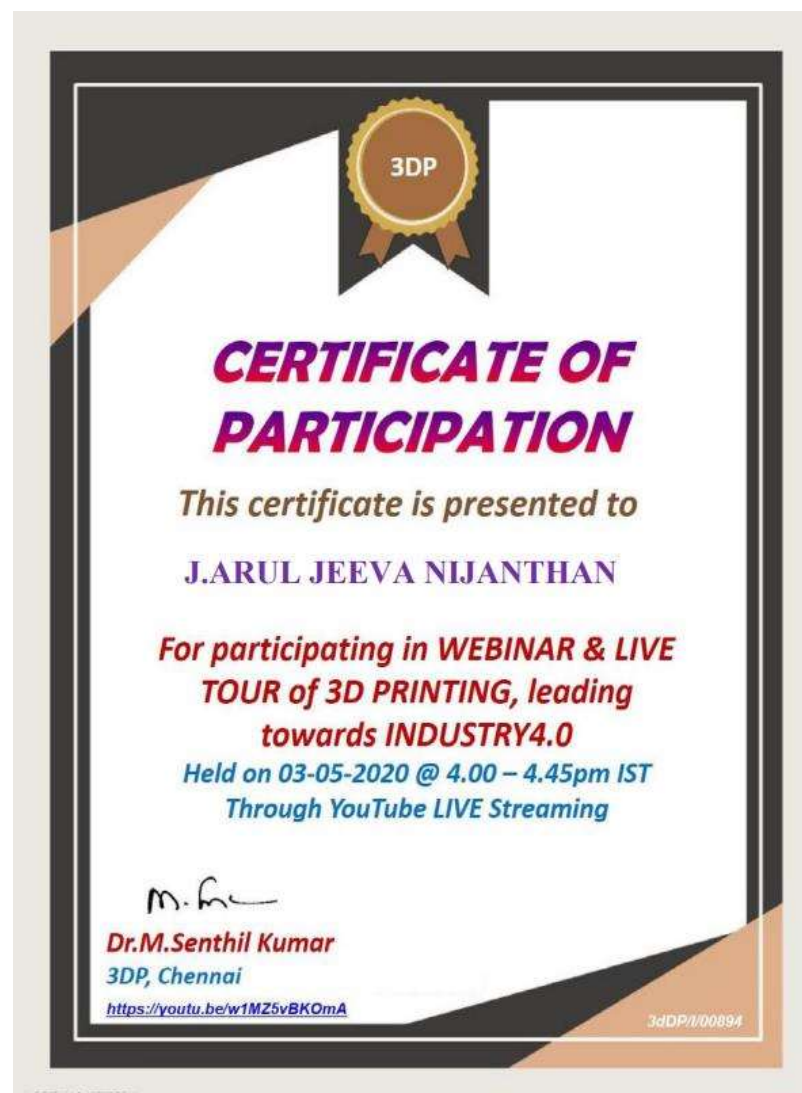 3DP
CERTIFICATE OF
PARTICIPATION
This certificate is presented to
J.ARUL JEEVA NIJANTHAN
For participating in WEBINAR & LIVE
TOUR of 3D PRINTING, leading
towards INDUSTRY4.0
Held on 03-05-2020 @ 4.00 – 4.45pm IST
Through YouTube LIVE Streaming
Dr.M.Senthil Kumar
3DP, Chennai
https://youtu.be/w1MZ5vBKOmA
3dDP/I/00894